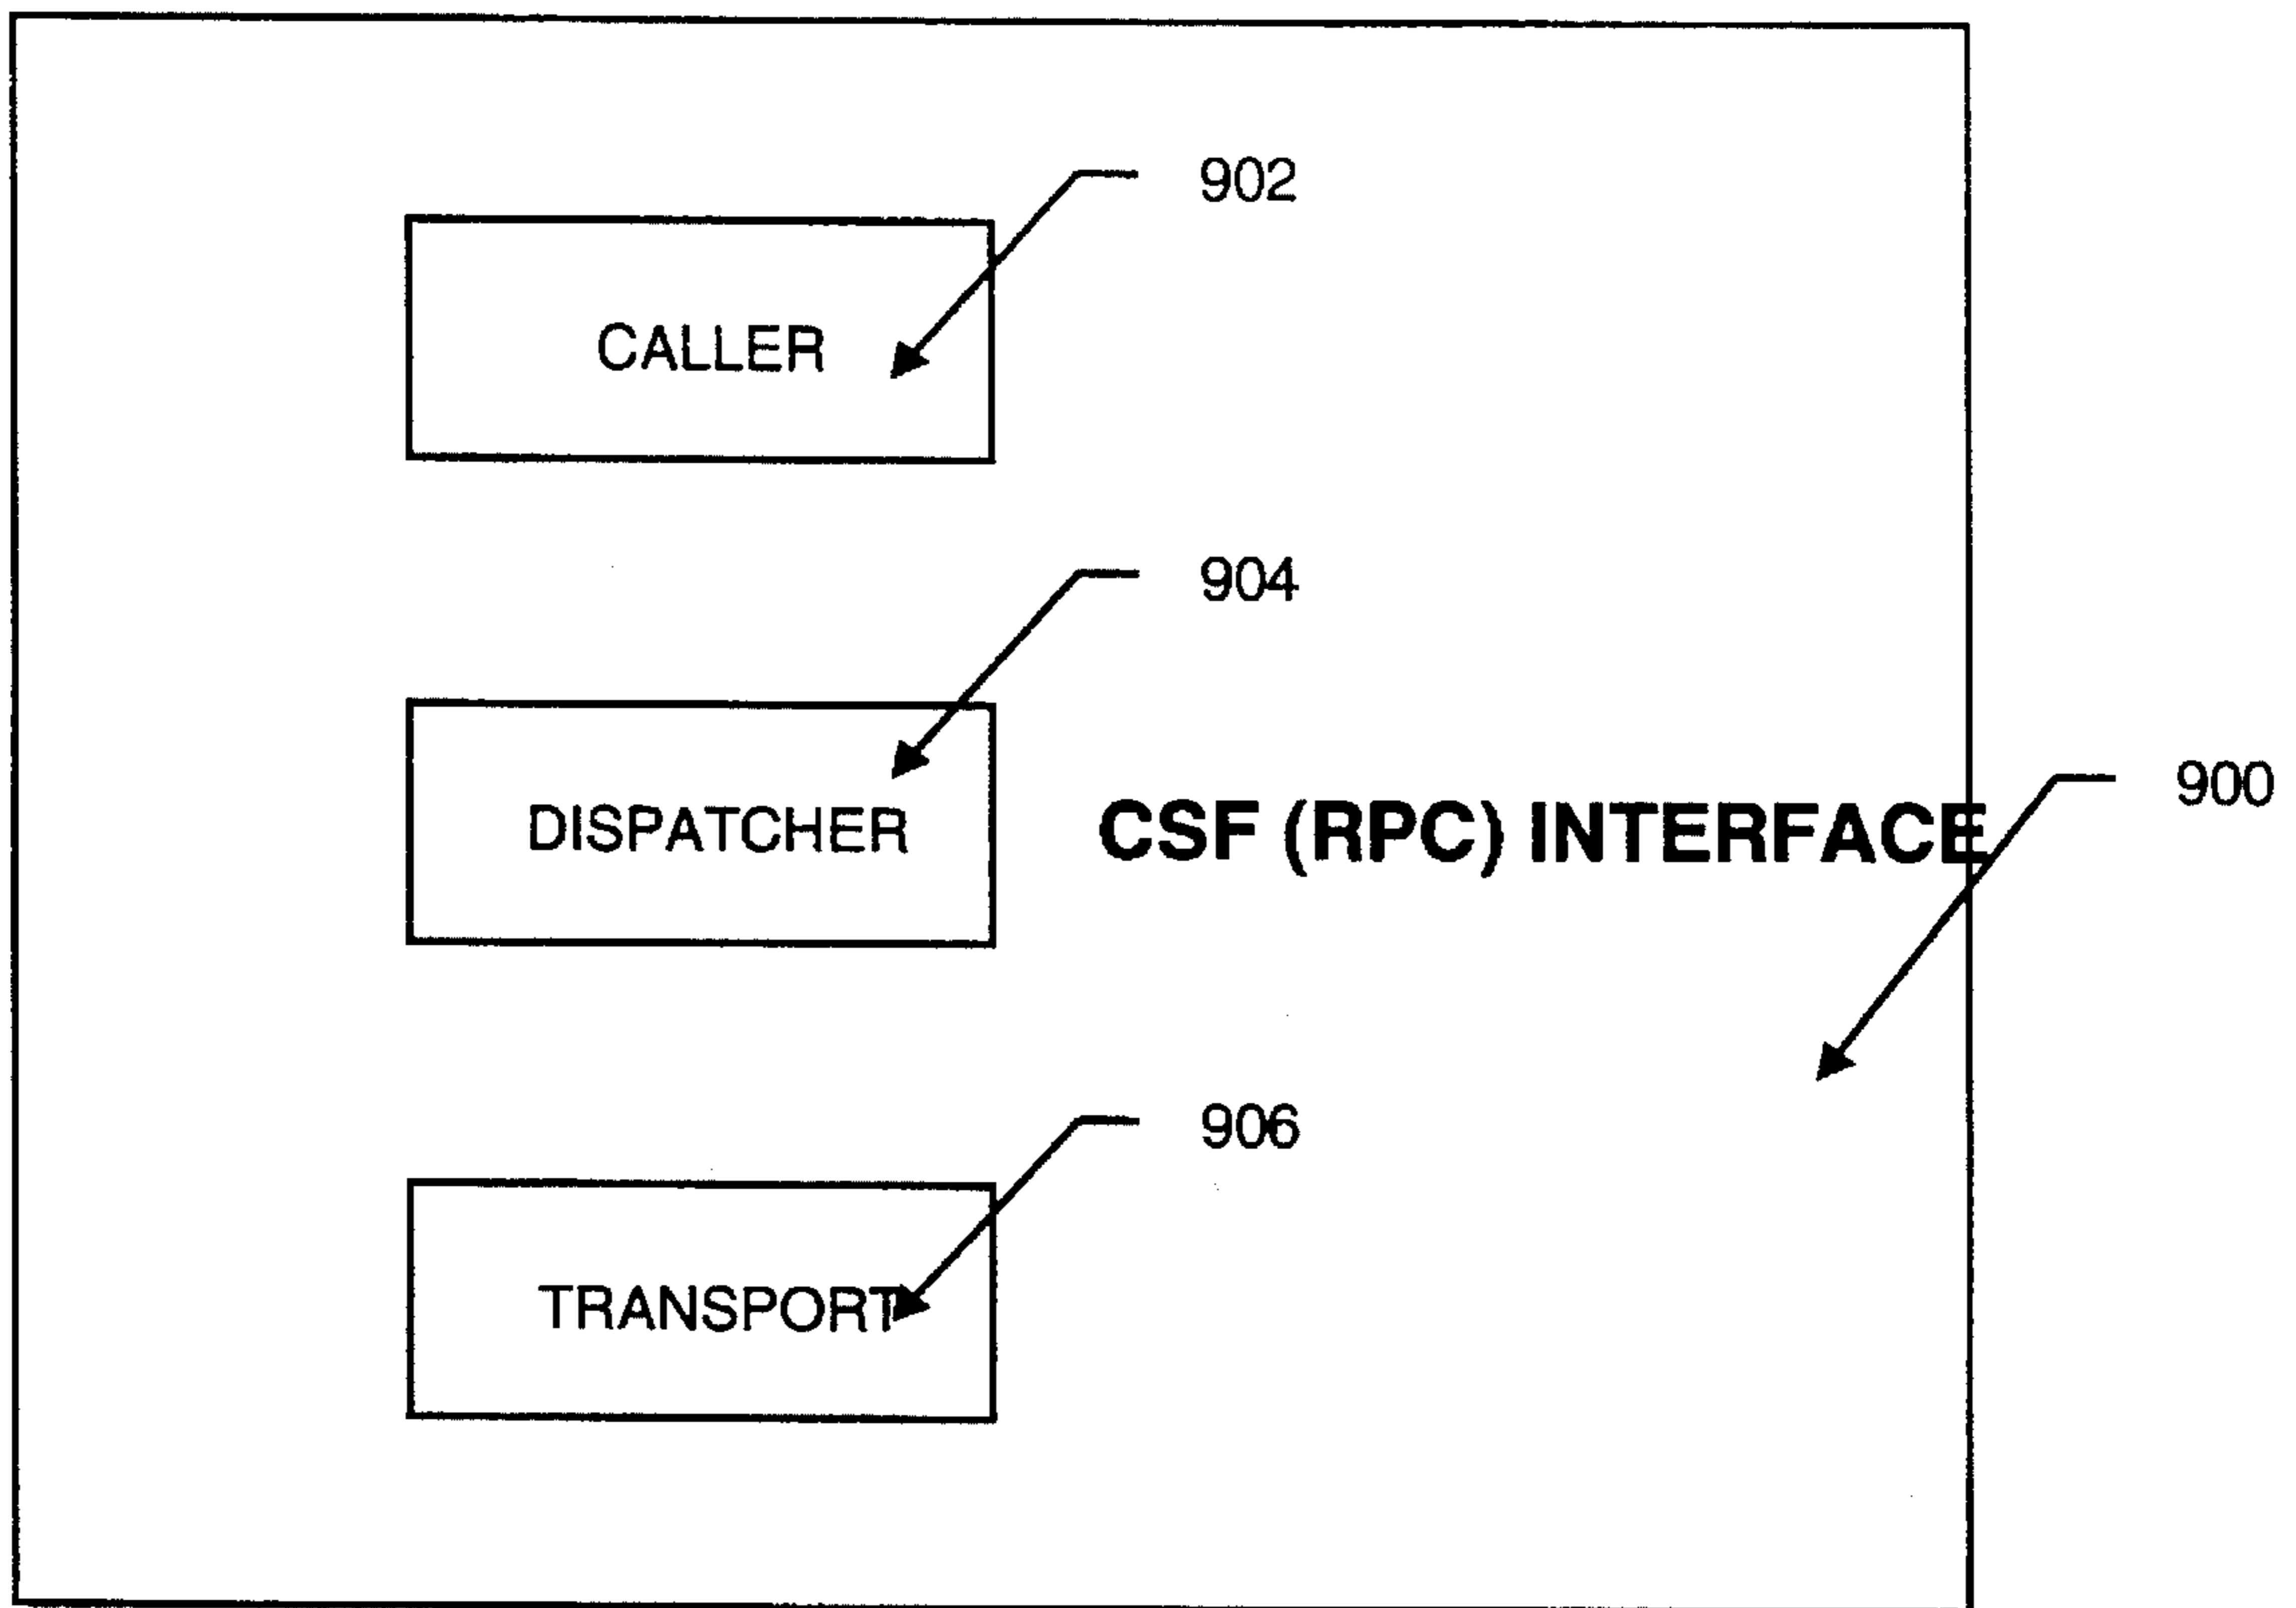 902
CALLER
904
900
DISPATCHER
CSF (RPC) INTERFACE
906
TRANSPORT